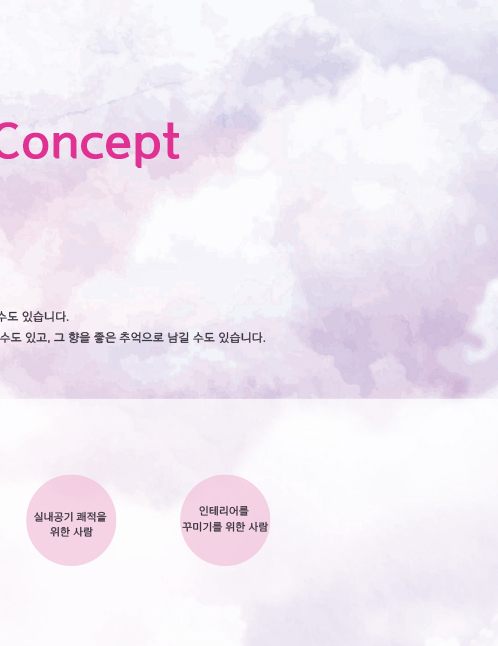 Concept
수도 있습니다.
수도 있고, 그 향을 좋은 추억으로 남길 수도 있습니다.
실내공기 쾌적을
위한 사람
인테리어를
꾸미기를 위한 사람